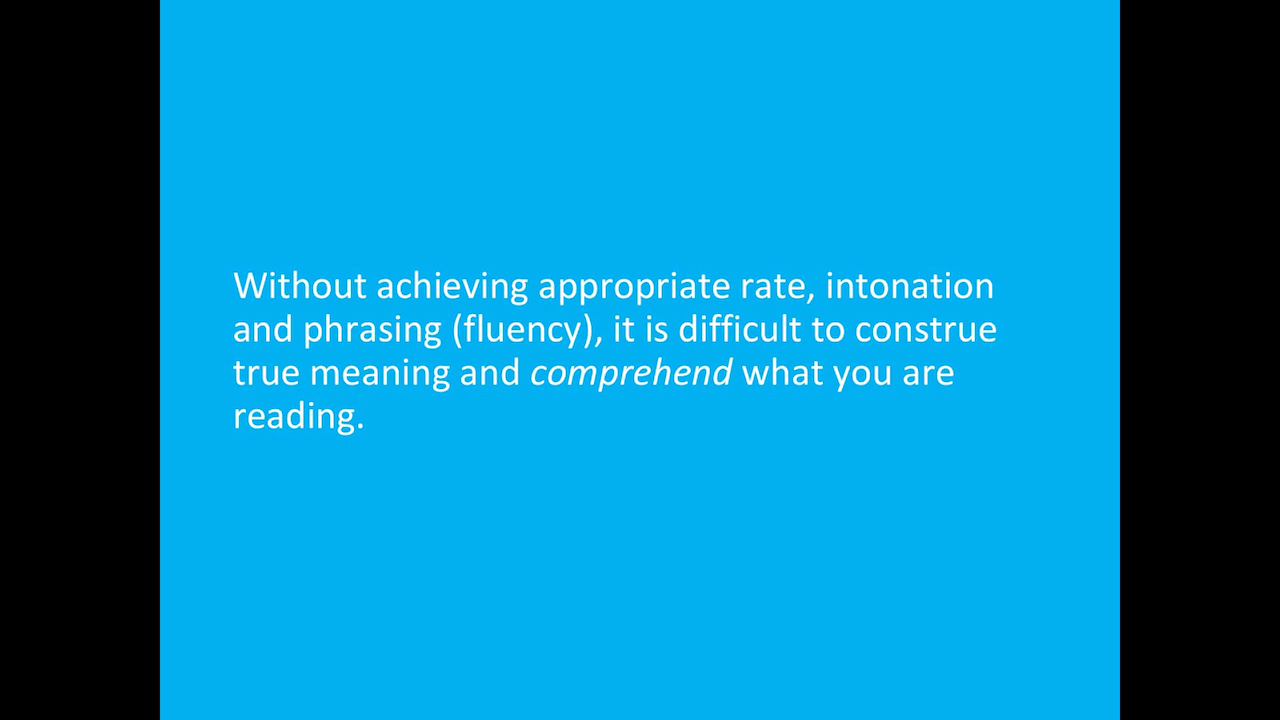 Without achieving appropriate rate, intonation
and phrasing (fluency), it is difficult to construe
true meaning and comprehend what you are
reading.